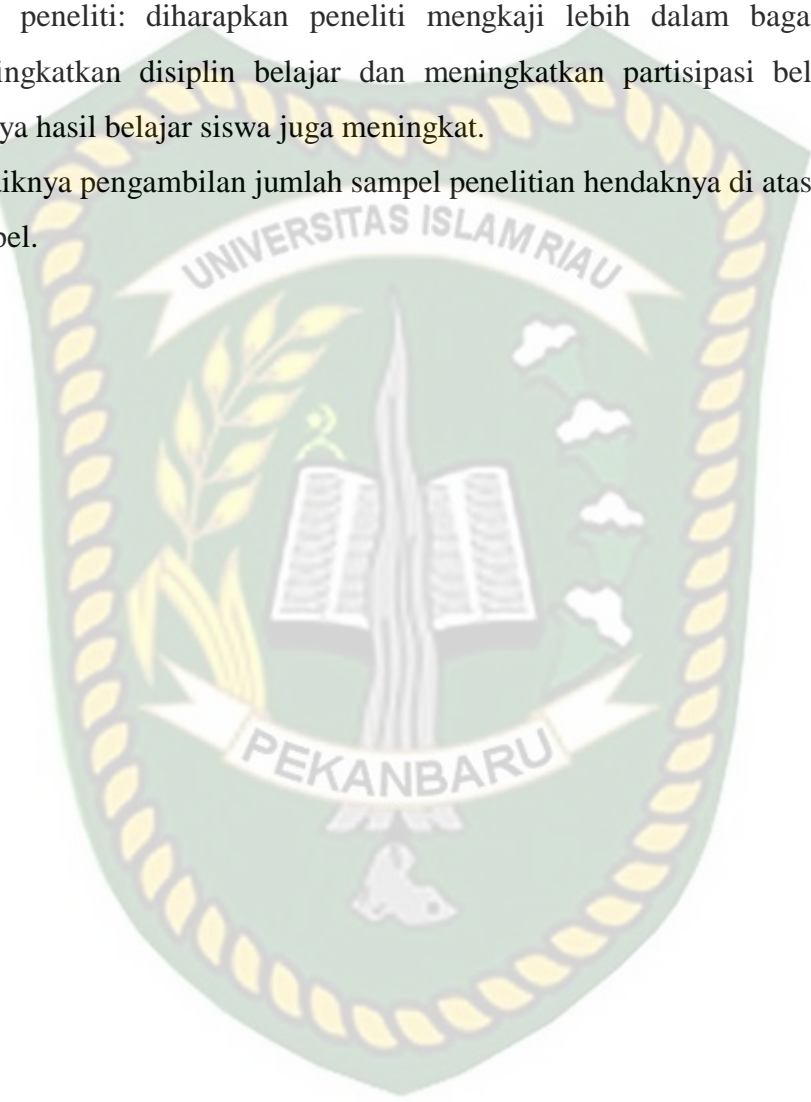 peneliti: diharapkan peneliti mengkaji lebih dalam baga
ingkatkan disiplin belajar dan meningkatkan partisipasi bel
ya hasil belajar siswa juga meningkat.
iknya pengambilan jumlah sampel penelitian hendaknya di atas
pel.
UNIVERSITAS ISLAM RIAU
PEKANBARU